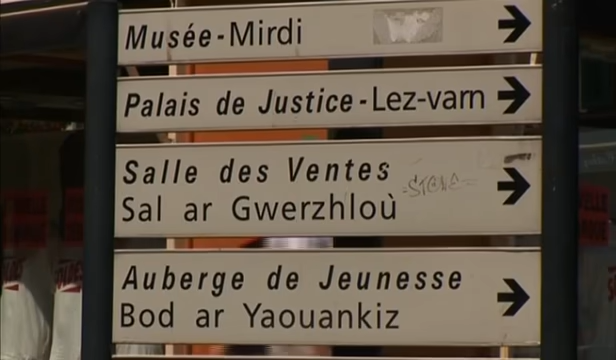 Musée - Mirdi
Palais de Justice - Lez-varn
Salle des Ventes
Sal ar Gwerzhloù
Auberge de Jeunesse
Bod ar Yaouankiz